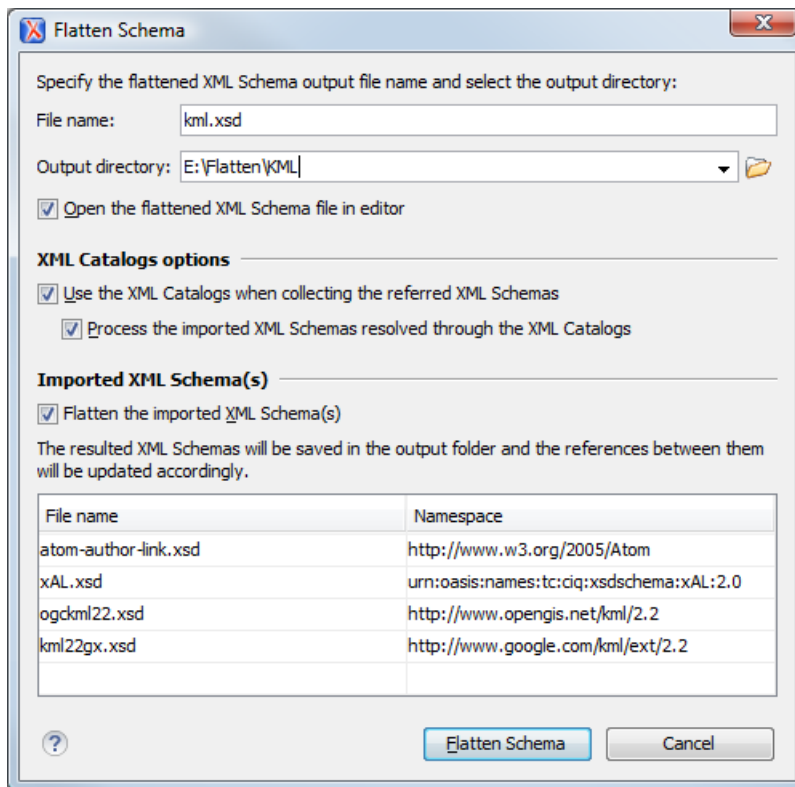 Flatten Schema
Specify the flattened XML Schema output file name and select the output directory:
File name: kml.xsd
Output directory: E:\Flatten\KML
Open the flattened XML Schema file in editor
XML Catalogs options
Use the XML Catalogs when collecting the referred XML Schemas
Process the imported XML Schemas resolved through the XML Catalogs
Imported XML Schema(s)
Flatten the imported XML Schema(s)
The resulted XML Schemas will be saved in the output folder and the references between them
will be updated accordingly.
File name Namespace
atom-author-link.xsd http://www.w3.org/2005/Atom
xAL.xsd urn:oasis:names:tc:ciq:xsdschema:xAL:2.0
ogckml22.xsd http://www.opengis.net/kml/2.2
kml22gx.xsd http://www.google.com/kml/ext/2.2
? Flatten Schema Cancel